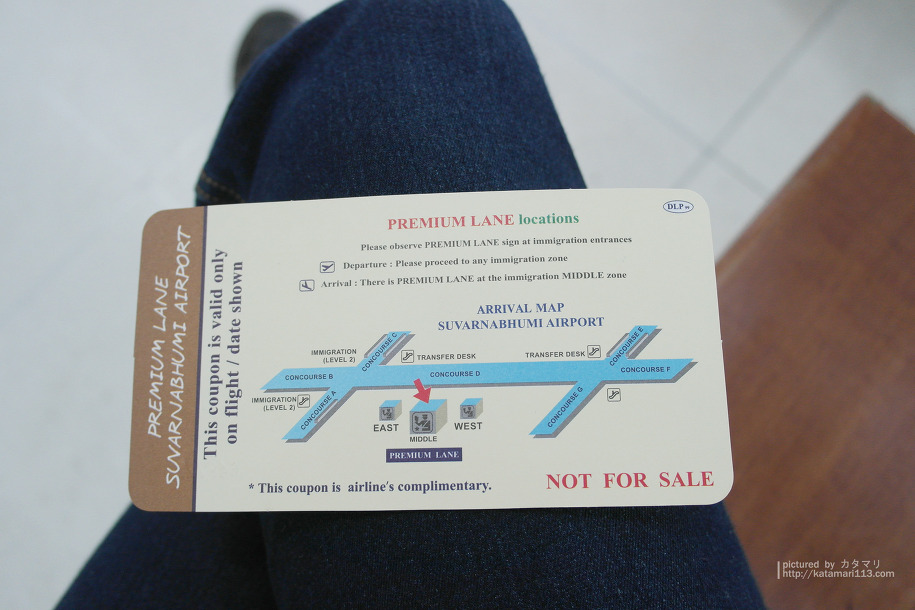 PREMIUM LANE
SUVARNABHUMI AIRPORT
This coupon is valid only
on flight / date shown
DLP 99
PREMIUM LANE locations
Please observe PREMIUM LANE sign at immigration entrances
Departure : Please proceed to any immigration zone
Arrival : There is PREMIUM LANE at the immigration MIDDLE zone
ARRIVAL MAP
SUVARNABHUMI AIRPORT
IMMIGRATION
(LEVEL 2)
CONCOURSE C
TRANSFER DESK
TRANSFER DESK
CONCOURSE E
CONCOURSE B
CONCOURSE D
CONCOURSE F
IMMIGRATION
(LEVEL 2)
CONCOURSE A
CONCOURSE G
EAST
MIDDLE
WEST
PREMIUM LANE
* This coupon is airline's complimentary.
NOT FOR SALE
pictured by カタマリ
http://katamari113.com